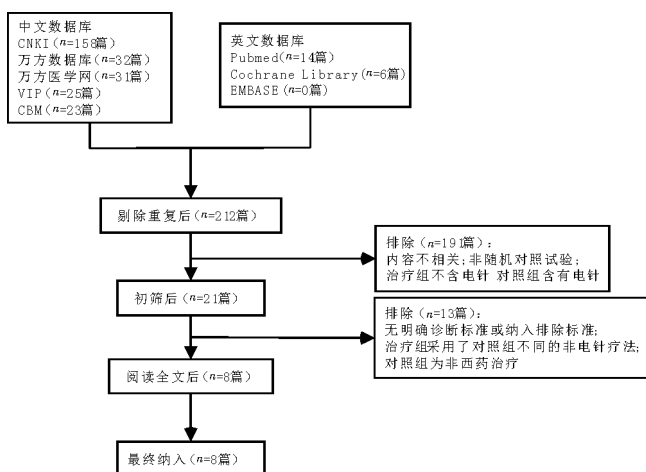 中文数据库
CNKI（n=158篇）
万方数据库（n=32篇）
万方医学网（n=31篇）
VIP（n=25篇）
CBM（n=23篇）
英文数据库
Pubmed（n=14篇）
Cochrane Library（n=6篇）
EMBASE（n=0篇）
剔除重复后（n=212篇）
排除（n=191篇）：
内容不相关；非随机对照试验；
治疗组不含电针 对照组含有电针
初筛后（n=21篇）
排除（n=13篇）：
无明确诊断标准或纳入排除标准；
治疗组采用了对照组不同的非电针疗法；
对照组为非西药治疗
阅读全文后（n=8篇）
最终纳入（n=8篇）